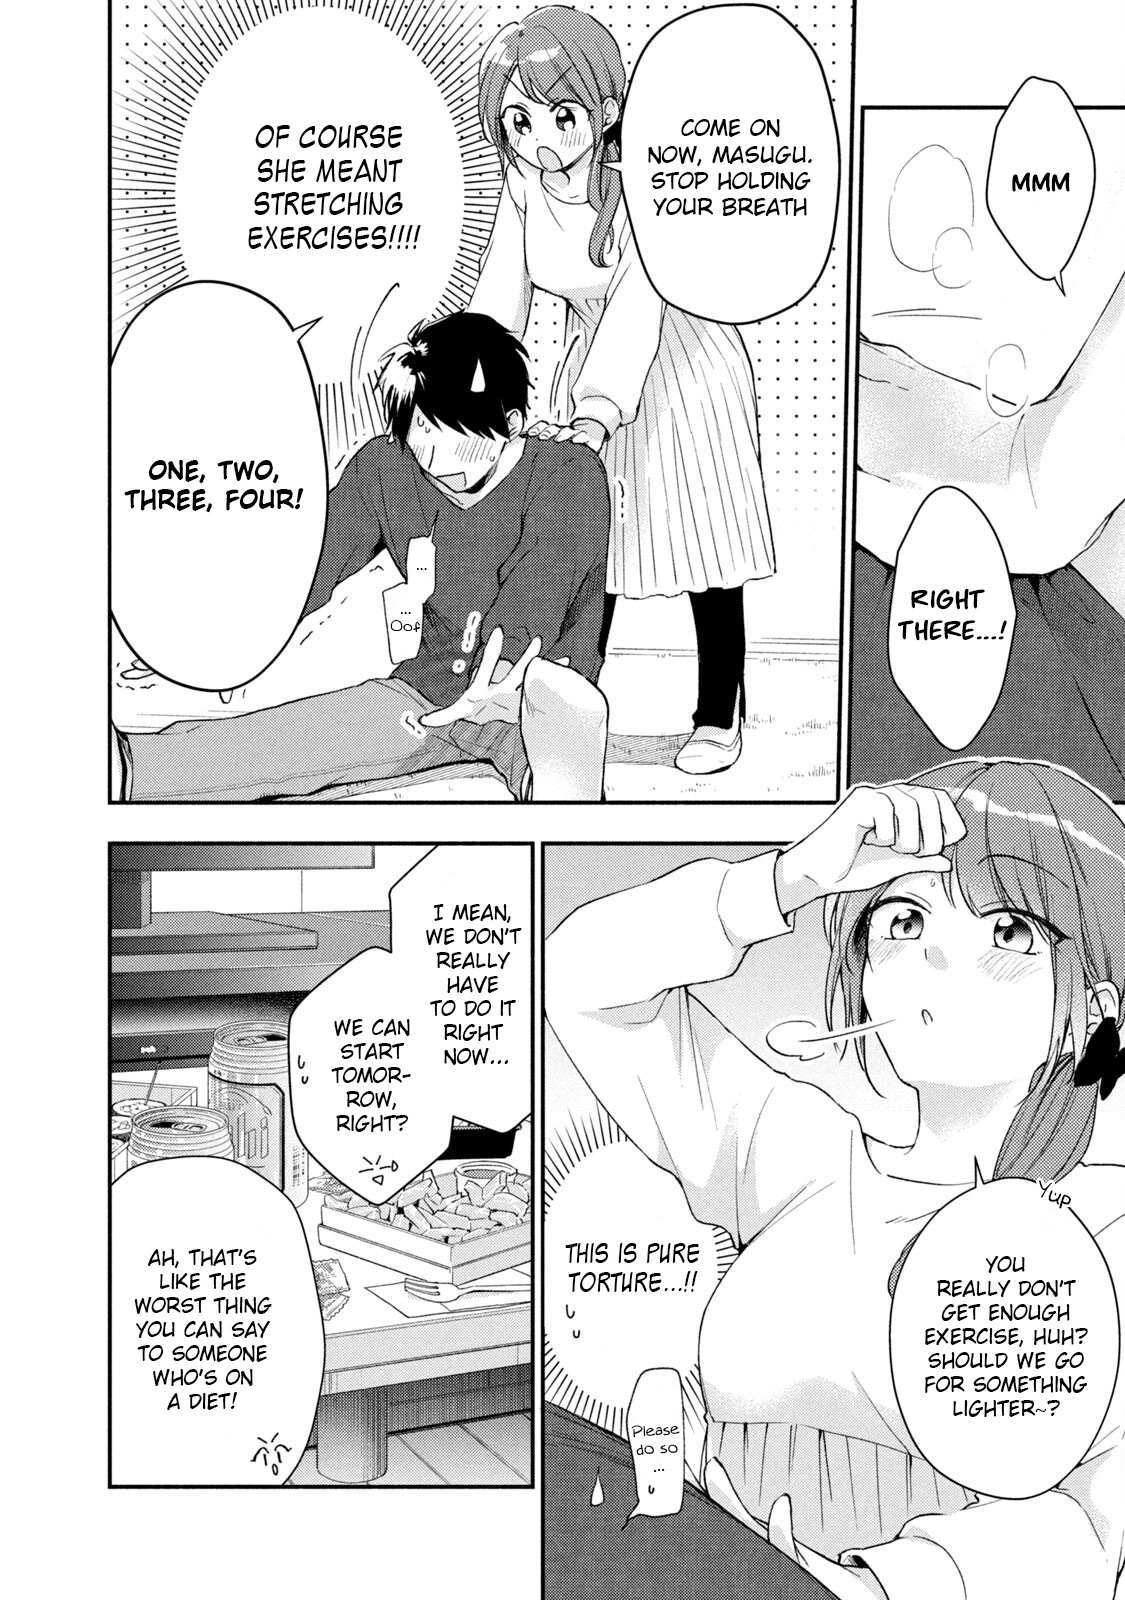 MMM
RIGHT
THERE...!
COME ON
NOW, MASUGU.
STOP HOLDING
YOUR BREATH
OF COURSE
SHE MEANT
STRETCHING
EXERCISES!!!!
ONE, TWO,
THREE, FOUR!
...
...
Oof
Yup
YOU
REALLY DON'T
GET ENOUGH
EXERCISE, HUH?
SHOULD WE GO
FOR SOMETHING
LIGHTER~?
THIS IS PURE
TORTURE...!!
Please
do so
...
I MEAN,
WE DON'T
REALLY
HAVE
TO DO IT
RIGHT
NOW...
WE CAN
START
TOMOR-
ROW,
RIGHT?
AH, THAT'S
LIKE THE
WORST THING
YOU CAN SAY
TO SOMEONE
WHO'S ON
A DIET!